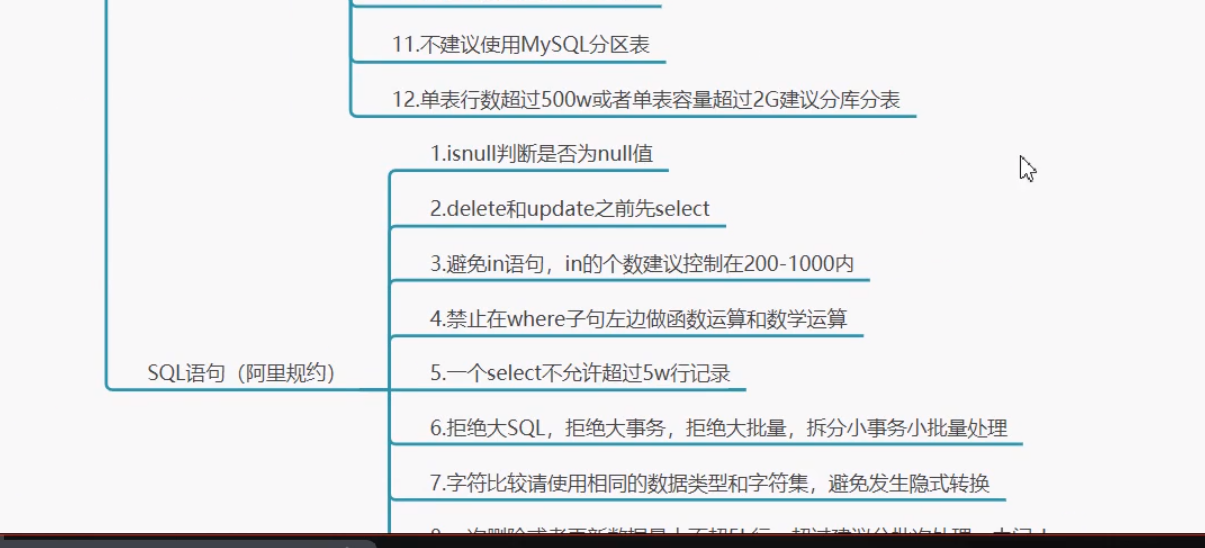 11.不建议使用MySQL分区表
12.单表行数超过500w或者单表容量超过2G建议分库分表
1.isnull判断是否为null值
2.delete和update之前先select
3.避免in语句，in的个数建议控制在200-1000内
4.禁止在where子句左边做函数运算和数学运算
SQL语句（阿里规约）
5.一个select不允许超过5w行记录
6.拒绝大SQL，拒绝大事务，拒绝大批量，拆分小事务小批量处理
7.字符比较请使用相同的数据类型和字符集，避免发生隐式转换